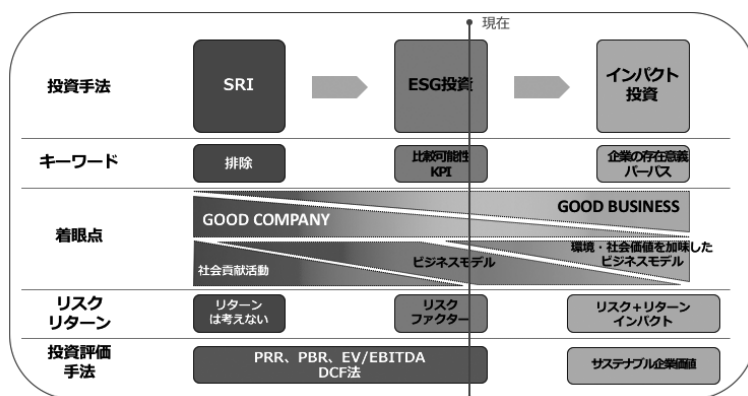 現在
投資手法
SRI
ESG投資
インパクト
投資
キーワード
排除
比較可能性
KPI
企業の存在意義
パーパス
着眼点
GOOD COMPANY
GOOD BUSINESS
社会貢献活動
ビジネスモデル
環境・社会価値を加味した
ビジネスモデル
リスク
リターン
リターン
は考えない
リスク
ファクター
リスク＋リターン
インパクト
投資評価
手法
PRR、PBR、EV/EBITDA
DCF法
サステナブル企業価値